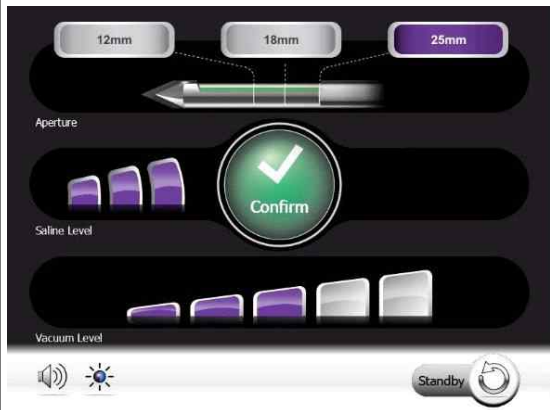 12mm
18mm
25mm
Aperture
Confirm
Saline Level
Vacuum Level
Standby